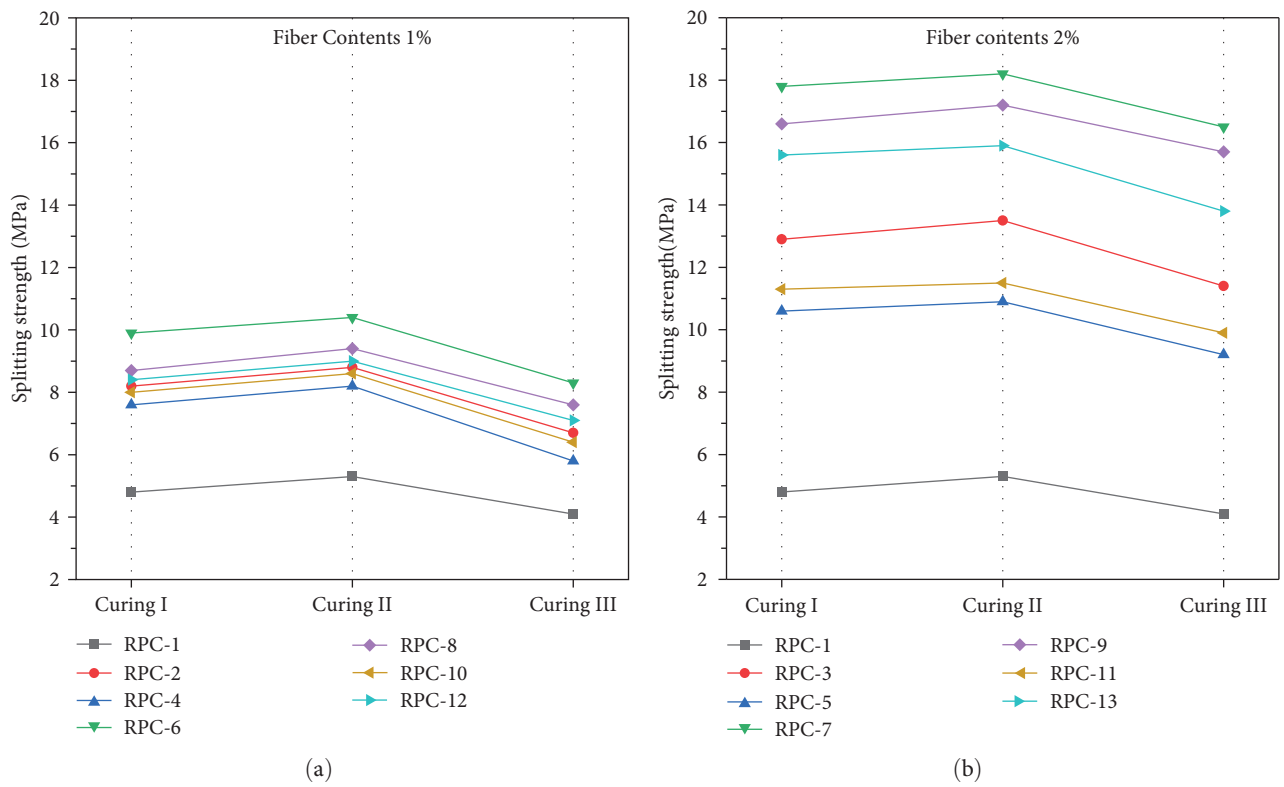 Fiber Contents 1%
20
18
16
14
12
10
8
6
4
2
Splitting strength (MPa)
Curing I Curing II Curing III
RPC-1 RPC-8
RPC-2 RPC-10
RPC-4 RPC-12
RPC-6
(a)
Fiber contents 2%
20
18
16
14
12
10
8
6
4
2
Splitting strength(MPa)
Curing I Curing II Curing III
RPC-1 RPC-9
RPC-3 RPC-11
RPC-5 RPC-13
RPC-7
(b)